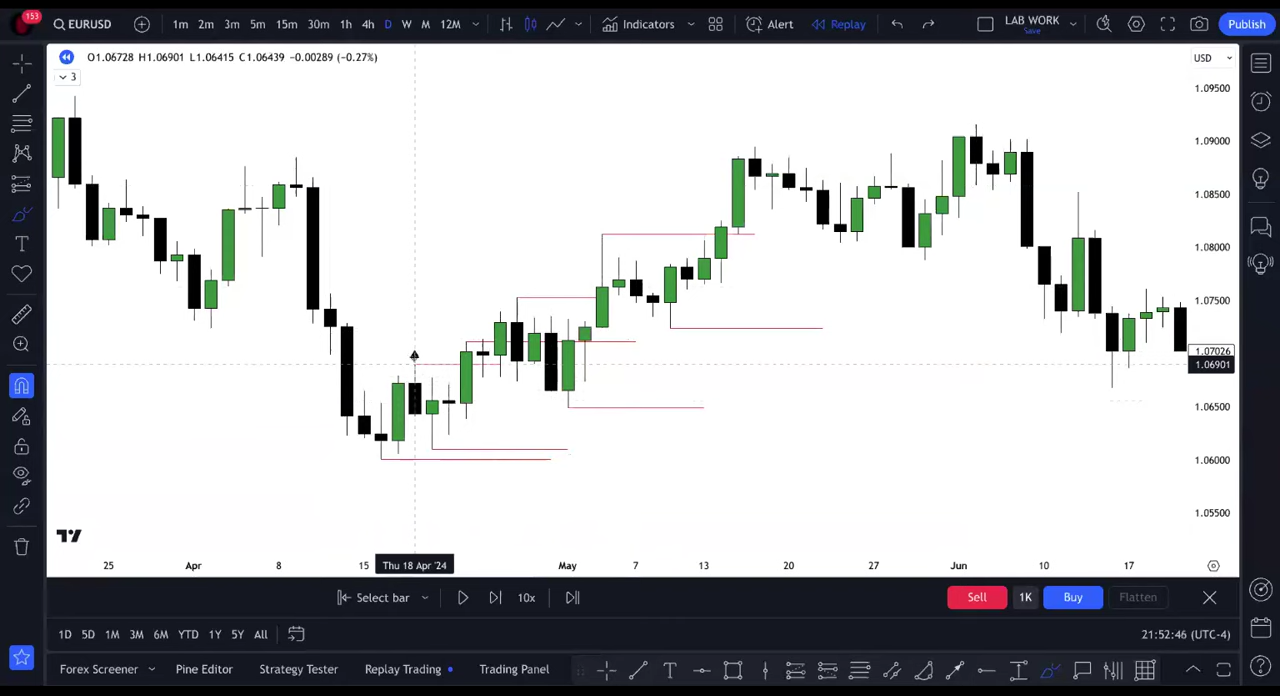 153
EURUSD
1m 2m 3m 5m 15m 30m 1h 4h D W M 12M
Indicators
Alert
Replay
LAB WORK
Save
Publish
O1.06728 H1.06901 L1.06415 C1.06439 −0.00289 (−0.27%)
3
USD
1.09500
1.09000
1.08500
1.08000
1.07500
1.07026
1.06901
1.06500
1.06000
1.05500
25 Apr 8 15 Thu 18 Apr '24 May 7 13 20 27 Jun 10 17
Select bar
10x
Sell
1K
Buy
Flatten
1D 5D 1M 3M 6M YTD 1Y 5Y All
21:52:46 (UTC-4)
Forex Screener
Pine Editor
Strategy Tester
Replay Trading
Trading Panel